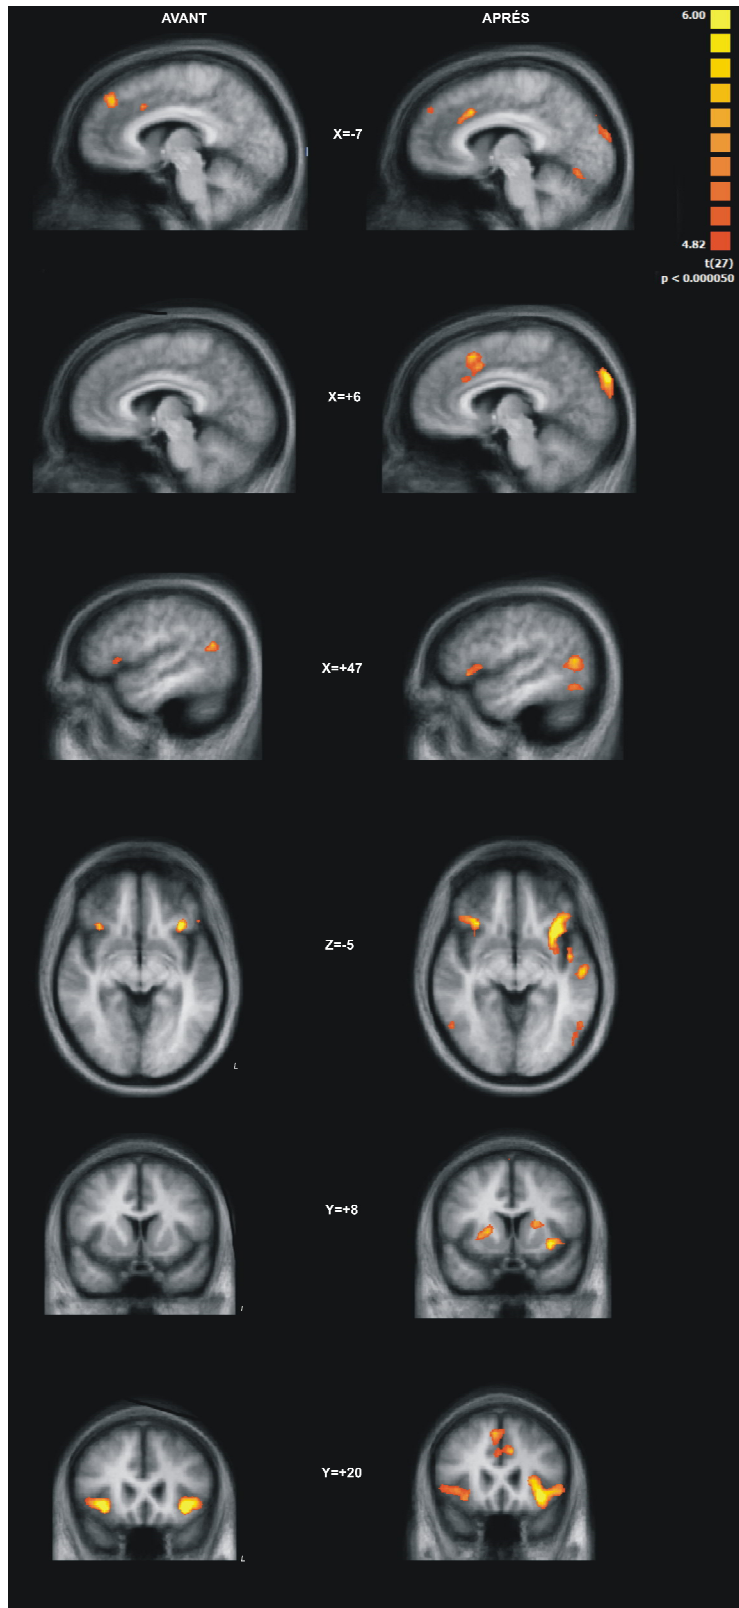 AVANT
APRÉS
6.00
X=-7
4.82
t(27)
p < 0.000050
X=+6
X=+47
Z=-5
L
Y=+8
Y=+20
L